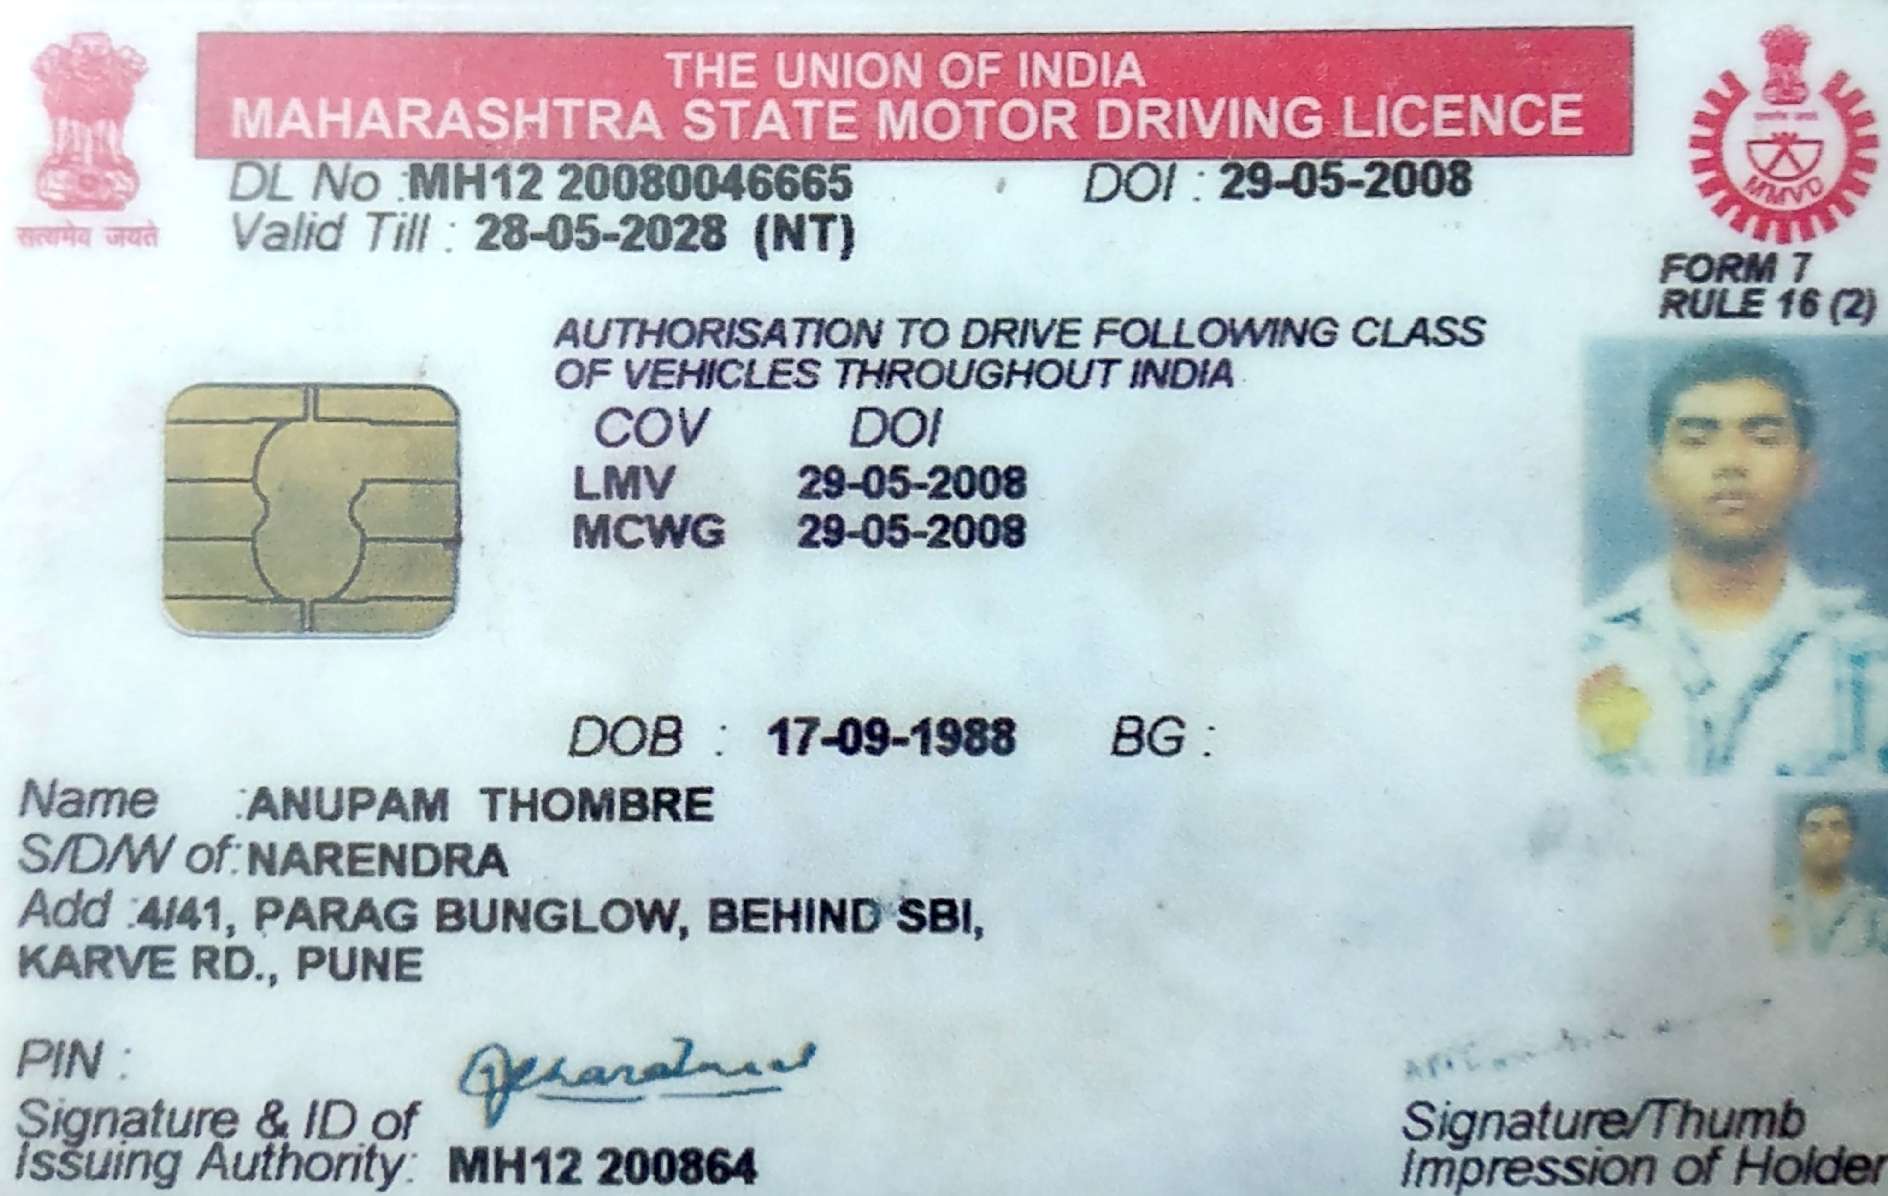 THE UNION OF INDIA
MAHARASHTRA STATE MOTOR DRIVING LICENCE
DL No :MH12 20080046665 DOI : 29-05-2008
Valid Till : 28-05-2028 (NT)
सत्यमेव जयते
MMVD
FORM 7
RULE 16 (2)
AUTHORISATION TO DRIVE FOLLOWING CLASS
OF VEHICLES THROUGHOUT INDIA
COV DOI
LMV 29-05-2008
MCWG 29-05-2008
DOB : 17-09-1988 BG :
Name :ANUPAM THOMBRE
S/D/W of:NARENDRA
Add :4/41, PARAG BUNGLOW, BEHIND SBI,
KARVE RD., PUNE
PIN :
Signature & ID of
Issuing Authority: MH12 200864
Signature/Thumb
Impression of Holder